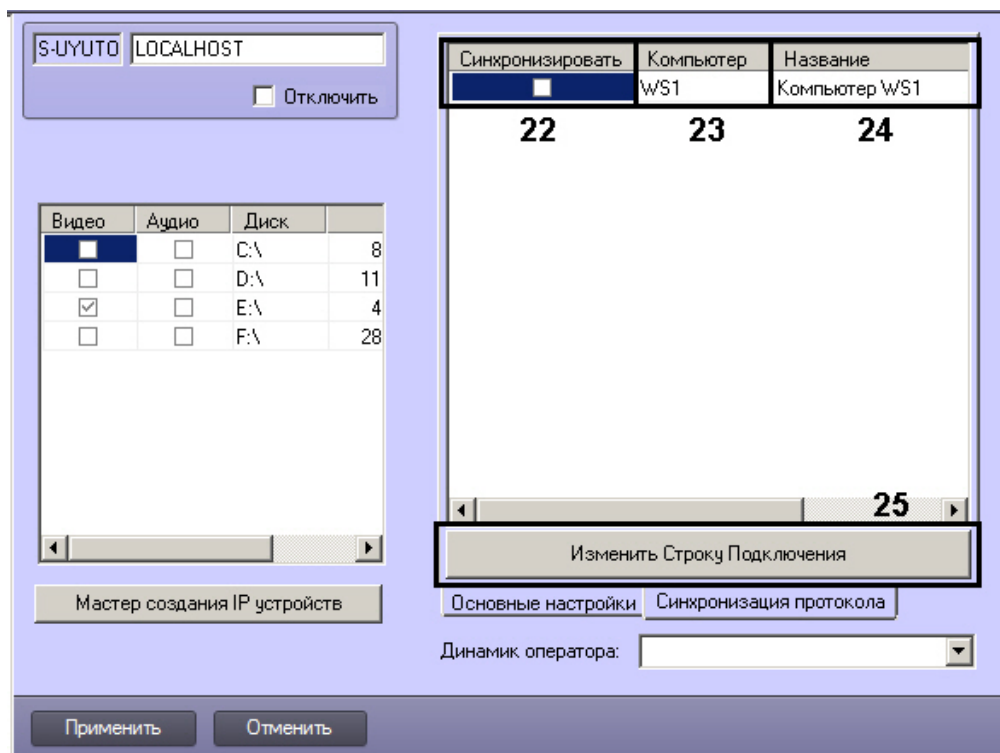 S-UYUTO LOCALHOST
Отключить
Видео Аудио Диск
C:\ 8
D:\ 11
E:\ 4
F:\ 28
Мастер создания IP устройств
Синхронизировать Компьютер Название
WS1 Компьютер WS1
22 23 24
25
Изменить Строку Подключения
Основные настройки Синхронизация протокола
Динамик оператора:
Применить Отменить